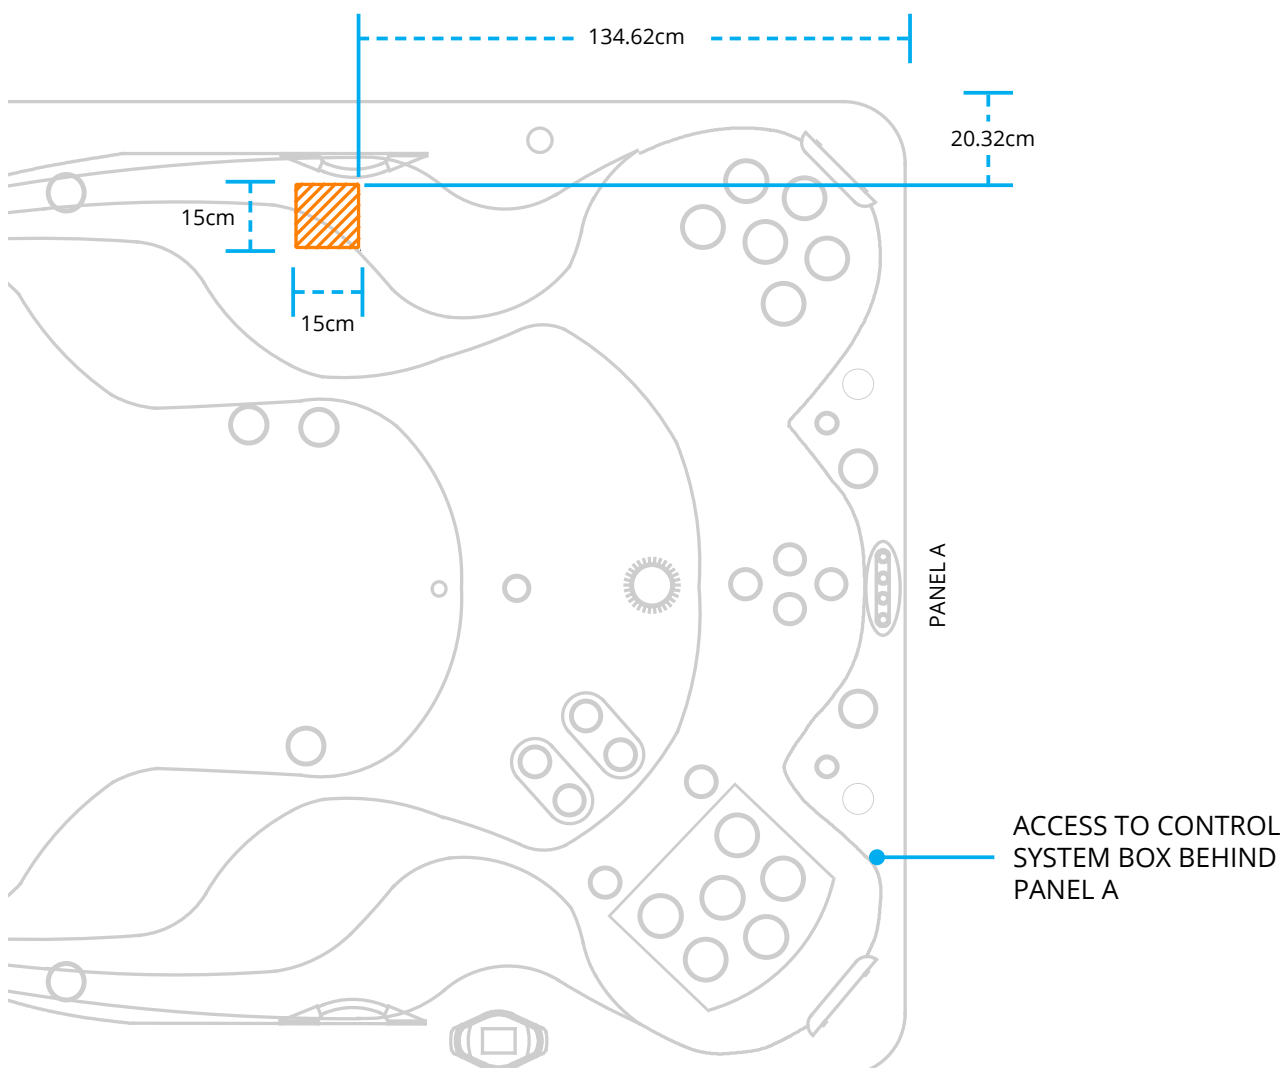 134.62cm
20.32cm
15cm
15cm
PANEL A
ACCESS TO CONTROL
SYSTEM BOX BEHIND
PANEL A